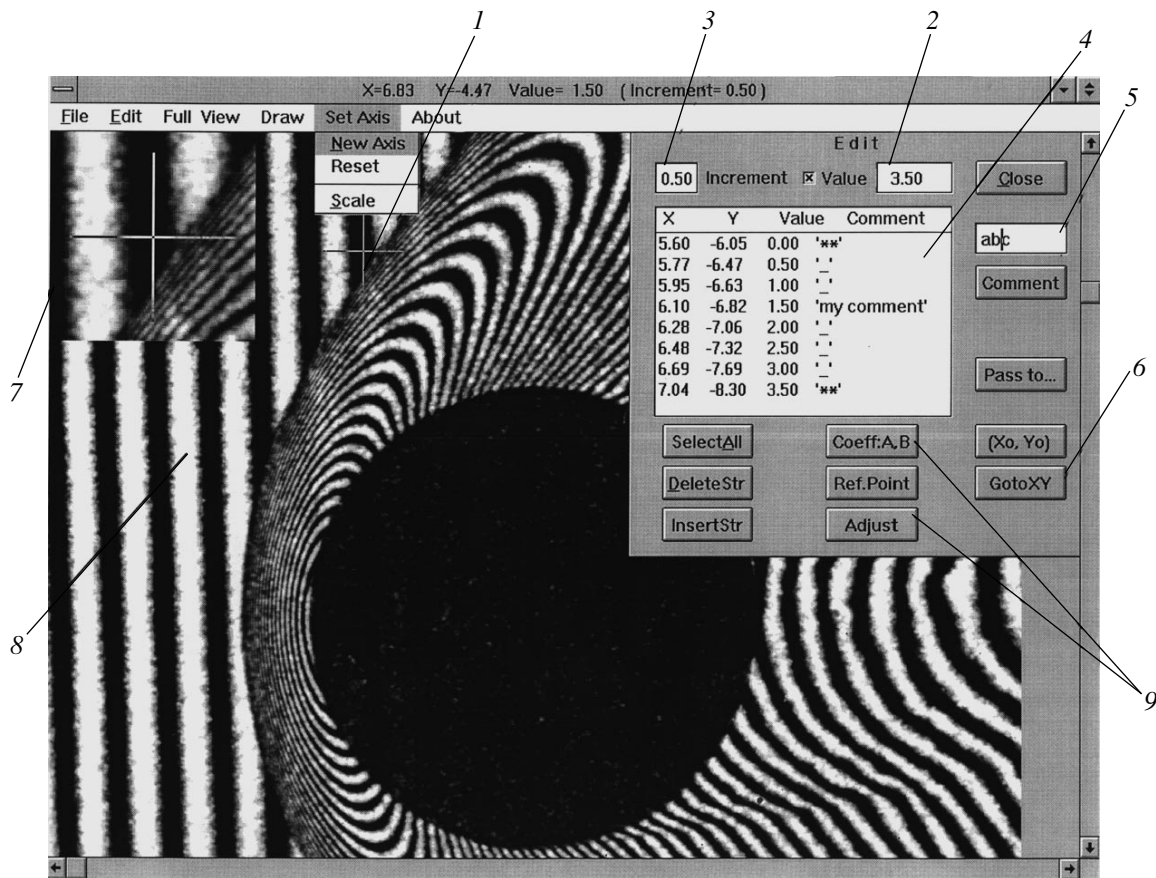 1
3
2
4
5
X=6.83 Y=-4.47 Value= 1.50 ( Increment= 0.50 )
File Edit Full View Draw Set Axis About
New Axis
Reset
Scale
Edit
0.50 Increment Value 3.50 Close
X Y Value Comment
5.60 -6.05 0.00 '**'
5.77 -6.47 0.50 '_'
5.95 -6.63 1.00 '_'
6.10 -6.82 1.50 'my comment'
6.28 -7.06 2.00 '_'
6.48 -7.32 2.50 '_'
6.69 -7.69 3.00 '_'
7.04 -8.30 3.50 '**'
abc
Comment
Pass to...
SelectAll Coeff:A,B (Xo, Yo)
DeleteStr Ref.Point GotoXY
InsertStr Adjust
6
7
8
9